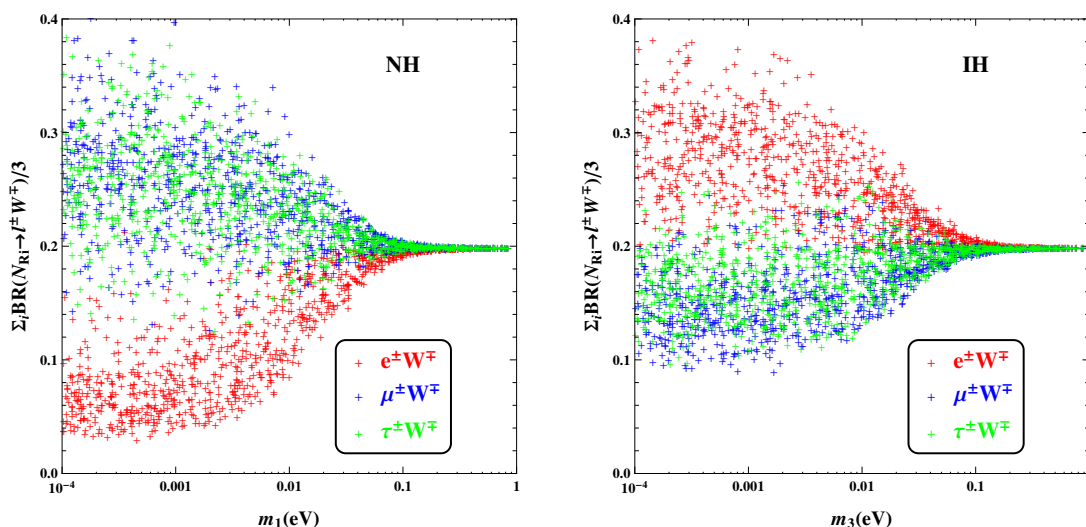 0.4
0.3
0.2
0.1
0.0
Σ_i BR(N_Ri→l^±W^∓)/3
NH
e^±W^∓
μ^±W^∓
τ^±W^∓
10^−4
0.001
0.01
0.1
1
m_1(eV)
0.4
0.3
0.2
0.1
0.0
Σ_i BR(N_Ri→l^±W^∓)/3
IH
e^±W^∓
μ^±W^∓
τ^±W^∓
10^−4
0.001
0.01
0.1
m_3(eV)